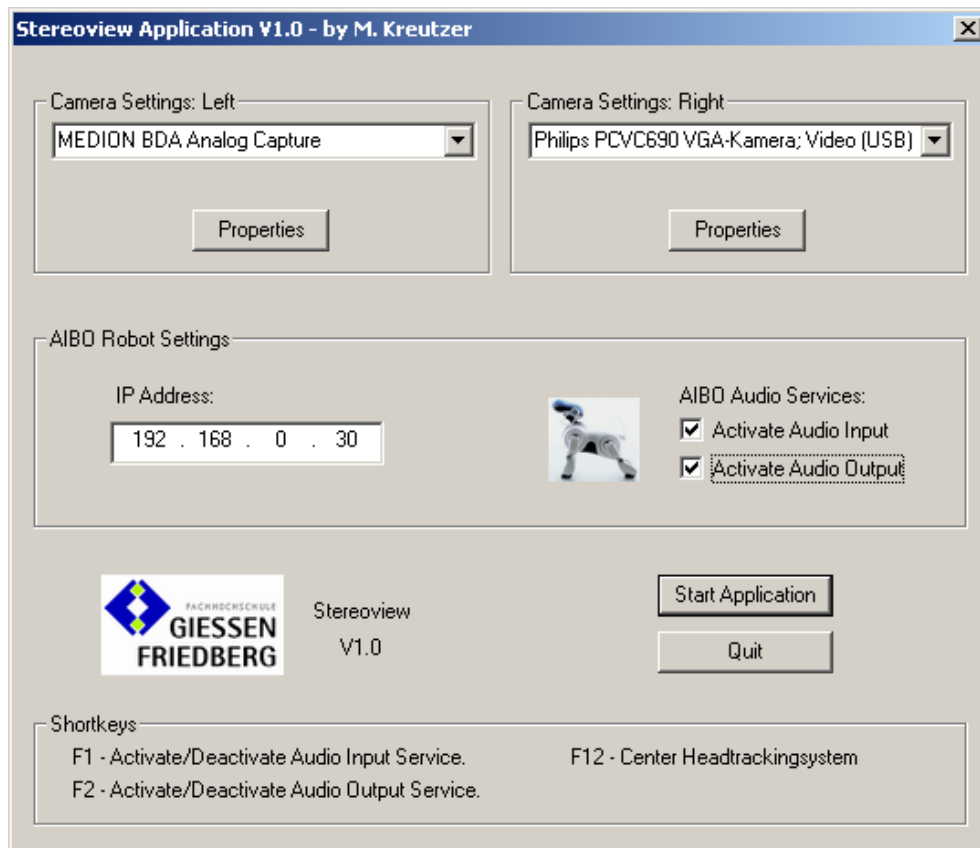 Stereoview Application V1.0 - by M. Kreutzer
Camera Settings: Left
MEDION BDA Analog Capture
Properties
Camera Settings: Right
Philips PCVC690 VGA-Kamera; Video (USB)
Properties
AIBO Robot Settings
IP Address:
192 . 168 . 0 . 30
AIBO Audio Services:
Activate Audio Input
Activate Audio Output
FACHHOCHSCHULE
GIESSEN
FRIEDBERG
Stereoview
V1.0
Start Application
Quit
Shortkeys
F1 - Activate/Deactivate Audio Input Service.
F2 - Activate/Deactivate Audio Output Service.
F12 - Center Headtrackingsystem